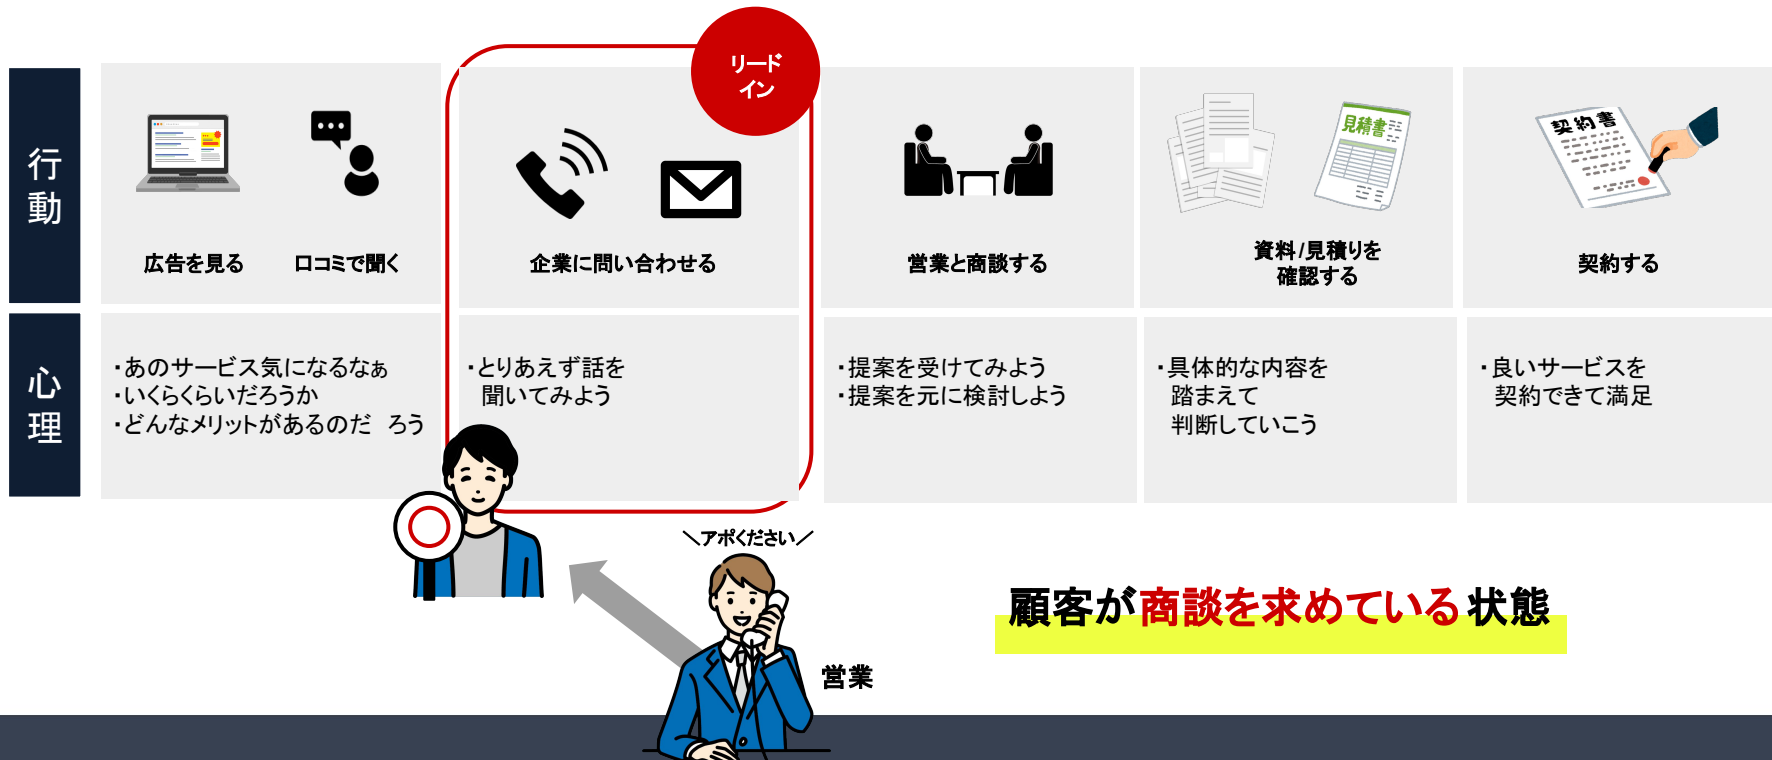 リード
イン
行動
広告を見る
口コミで聞く
企業に問い合わせる
営業と商談する
見積書
資料/見積りを
確認する
契約書
契約する
心理
・あのサービス気になるなぁ
・いくらくらいだろうか
・どんなメリットがあるのだ ろう
・とりあえず話を
聞いてみよう
・提案を受けてみよう
・提案を元に検討しよう
・具体的な内容を
踏まえて
判断していこう
・良いサービスを
契約できて満足
＼アポください／
営業
顧客が商談を求めている状態